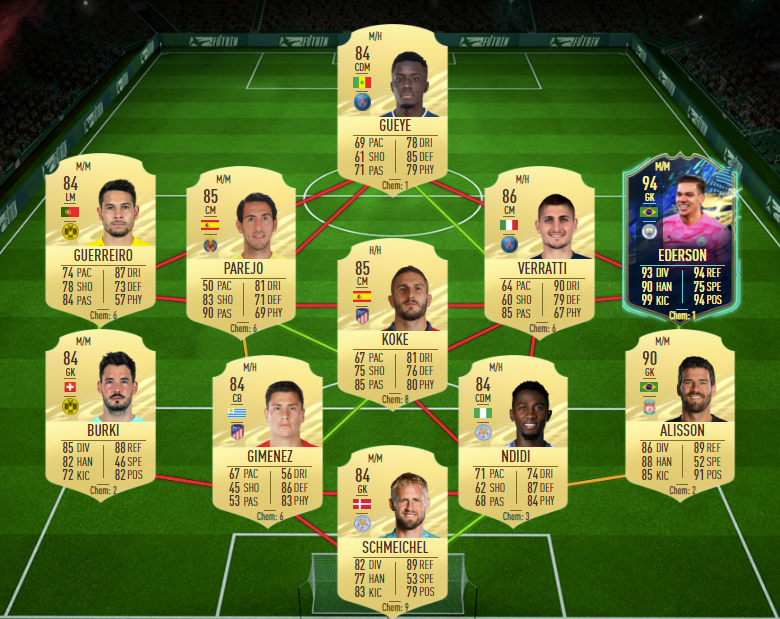 M/H
84
CDM
GUEYE
69 PAC 78 DRI
61 SHO 85 DEF
71 PAS 79 PHY
Chem: 1
M/M
84
LM
GUERREIRO
74 PAC 87 DRI
78 SHO 73 DEF
84 PAS 57 PHY
Chem: 6
M/M
85
CM
PAREJO
50 PAC 81 DRI
83 SHO 71 DEF
90 PAS 69 PHY
Chem: 6
M/M
86
CM
VERRATTI
64 PAC 90 DRI
60 SHO 79 DEF
85 PAS 67 PHY
Chem: 6
M/M
94
GK
EDERSON
93 DIV 94 REF
90 HAN 75 SPE
99 KIC 94 POS
Chem: 1
H/H
85
CM
KOKE
67 PAC 81 DRI
75 SHO 76 DEF
85 PAS 80 PHY
Chem: 8
M/M
84
GK
BURKI
85 DIV 88 REF
82 HAN 46 SPE
72 KIC 82 POS
Chem: 2
M/H
84
CB
GIMENEZ
67 PAC 56 DRI
45 SHO 86 DEF
53 PAS 83 PHY
Chem: 6
M/H
84
CDM
NDIDI
71 PAC 74 DRI
62 SHO 87 DEF
68 PAS 84 PHY
Chem: 3
M/M
90
GK
ALISSON
86 DIV 89 REF
88 HAN 52 SPE
85 KIC 91 POS
Chem: 2
M/M
84
GK
SCHMEICHEL
82 DIV 89 REF
77 HAN 53 SPE
83 KIC 79 POS
Chem: 9